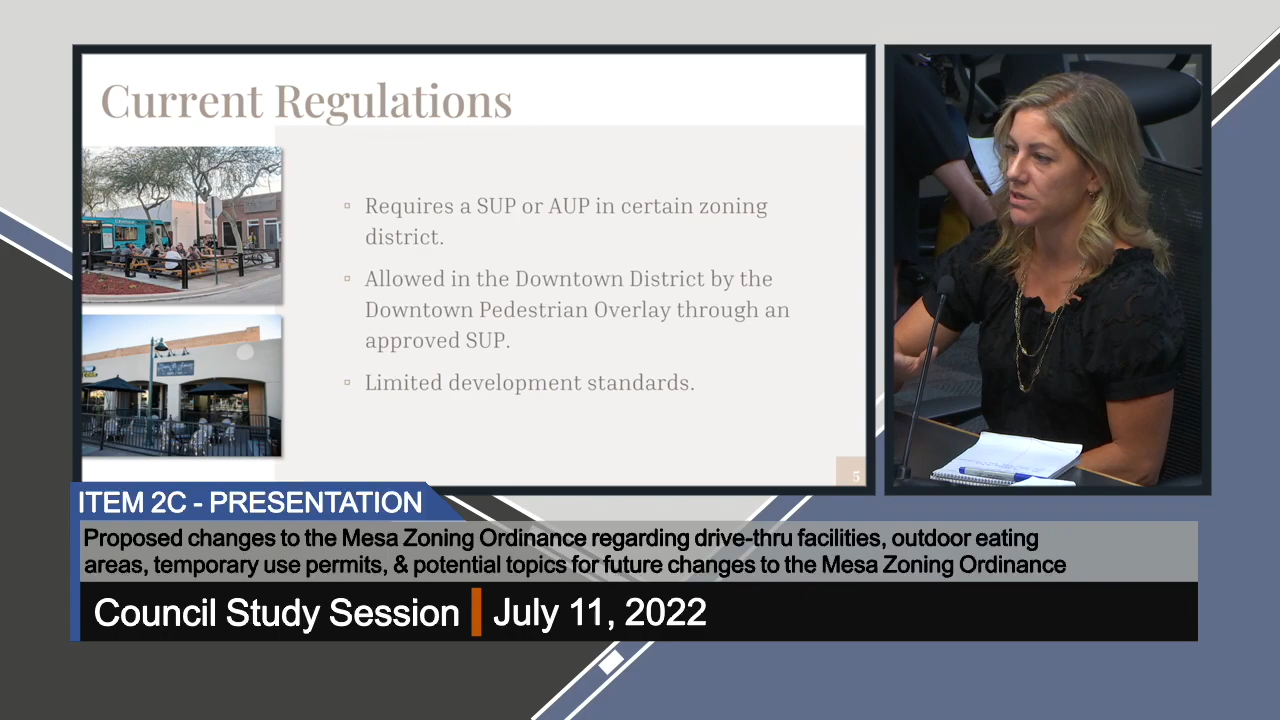 Current Regulations
▫ Requires a SUP or AUP in certain zoning
district.
▫ Allowed in the Downtown District by the
Downtown Pedestrian Overlay through an
approved SUP.
▫ Limited development standards.
5
ITEM 2C - PRESENTATION
Proposed changes to the Mesa Zoning Ordinance regarding drive-thru facilities, outdoor eating
areas, temporary use permits, & potential topics for future changes to the Mesa Zoning Ordinance
Council Study Session | July 11, 2022